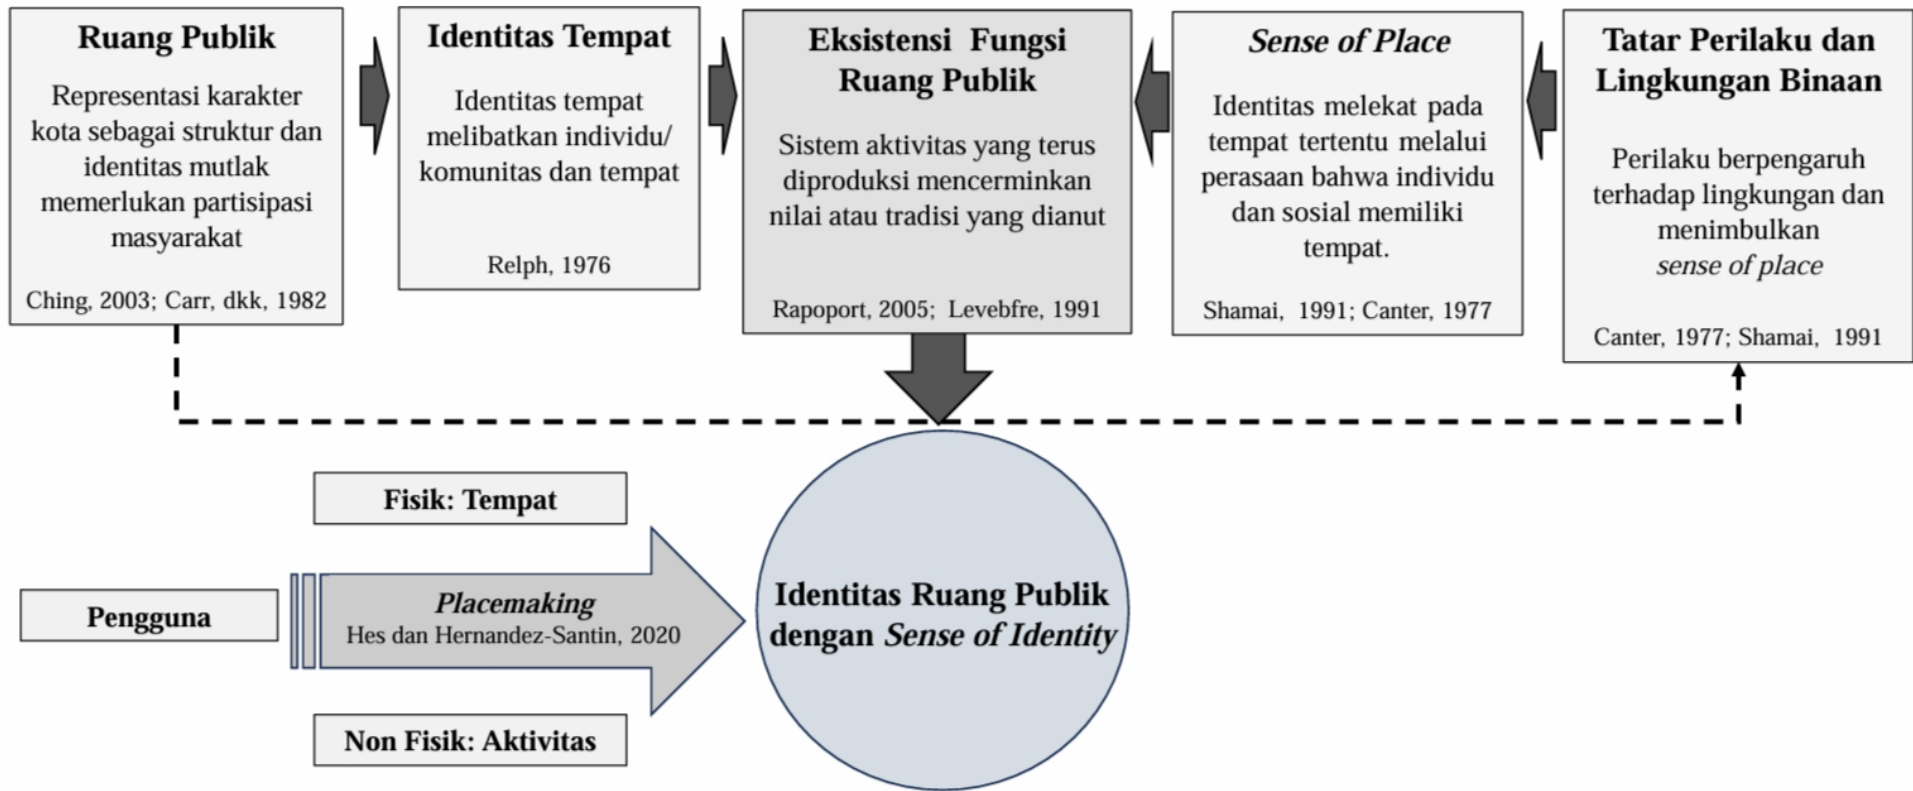 Ruang Publik
Representasi karakter
kota sebagai struktur dan
identitas mutlak
memerlukan partisipasi
masyarakat
Ching, 2003; Carr, dkk, 1982
Identitas Tempat
Identitas tempat
melibatkan individu/
komunitas dan tempat
Relph, 1976
Eksistensi Fungsi
Ruang Publik
Sistem aktivitas yang terus
diproduksi mencerminkan
nilai atau tradisi yang dianut
Rapoport, 2005; Levebfre, 1991
Sense of Place
Identitas melekat pada
tempat tertentu melalui
perasaan bahwa individu
dan sosial memiliki
tempat.
Shamai, 1991; Canter, 1977
Tatar Perilaku dan
Lingkungan Binaan
Perilaku berpengaruh
terhadap lingkungan dan
menimbulkan
sense of place
Canter, 1977; Shamai, 1991
Fisik: Tempat
Pengguna
Placemaking
Hes dan Hernandez-Santin, 2020
Non Fisik: Aktivitas
Identitas Ruang Publik
dengan Sense of Identity